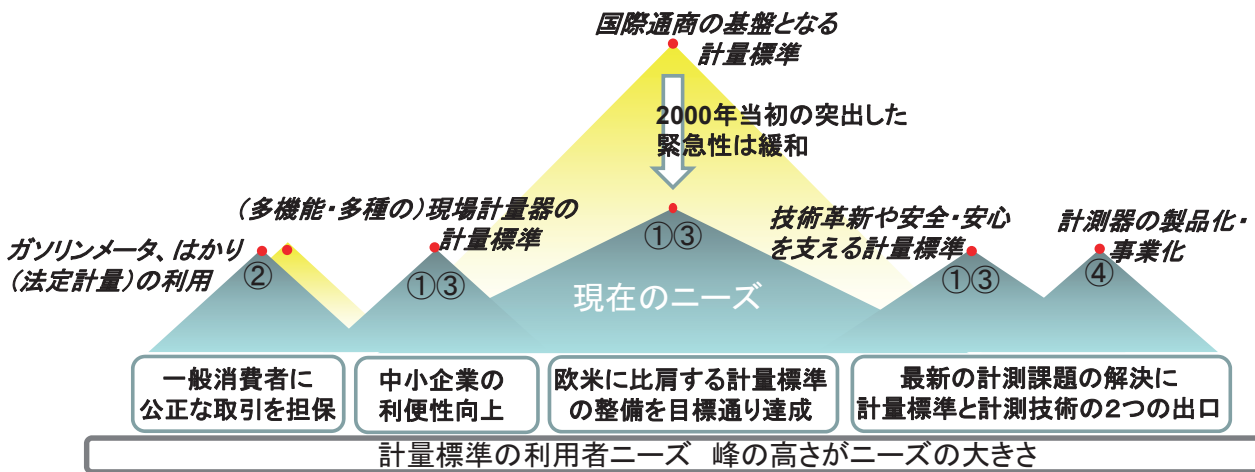 国際通商の基盤となる
計量標準
2000年当初の突出した
緊急性は緩和
(多機能・多種の)現場計量器の
計量標準
技術革新や安全・安心
を支える計量標準
計測器の製品化・
事業化
ガソリンメータ、はかり
(法定計量)の利用
②
①③
①③
①③
④
現在のニーズ
一般消費者に
公正な取引を担保
中小企業の
利便性向上
欧米に比肩する計量標準
の整備を目標通り達成
最新の計測課題の解決に
計量標準と計測技術の2つの出口
計量標準の利用者ニーズ 峰の高さがニーズの大きさ